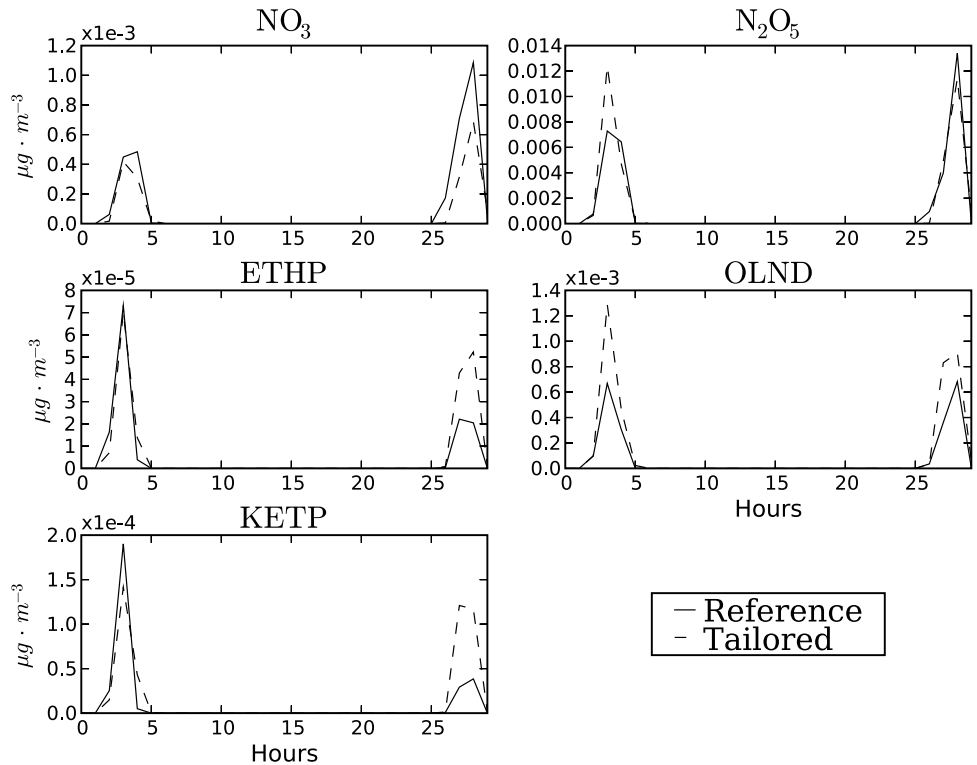 NO₃
x1e-3
μg · m⁻³
1.2
1.0
0.8
0.6
0.4
0.2
0.0
0 5 10 15 20 25
N₂O₅
0.014
0.012
0.010
0.008
0.006
0.004
0.002
0.000
0 5 10 15 20 25
ETHP
x1e-5
μg · m⁻³
8
7
6
5
4
3
2
1
0
0 5 10 15 20 25
OLND
x1e-3
1.4
1.2
1.0
0.8
0.6
0.4
0.2
0.0
0 5 10 15 20 25
Hours
KETP
x1e-4
μg · m⁻³
2.0
1.5
1.0
0.5
0.0
0 5 10 15 20 25
Hours
Reference
Tailored